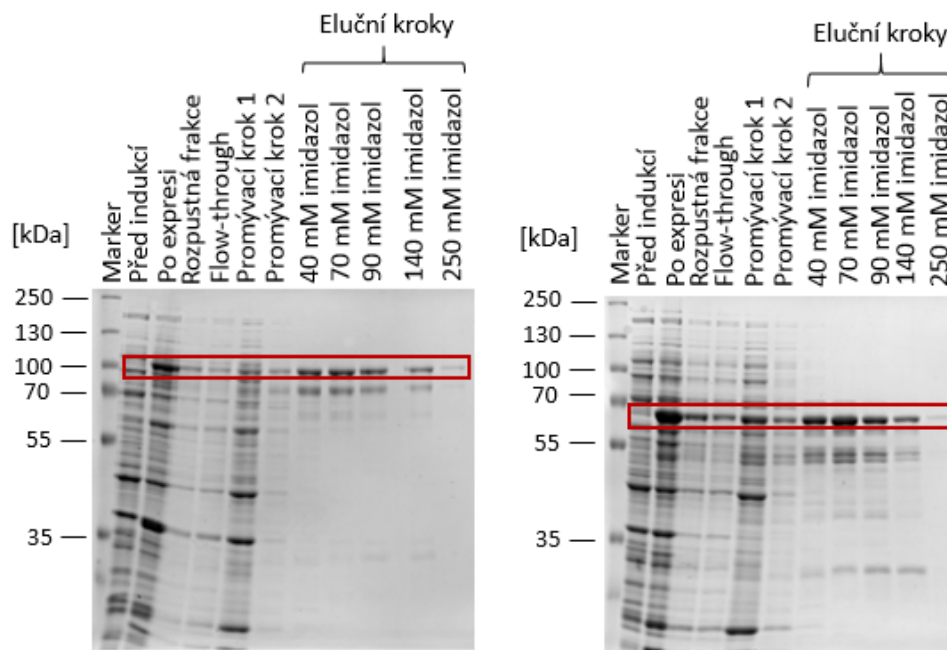 Eluční kroky
[kDa]
Marker
Před indukcí
Po expresi
Rozpustná frakce
Flow-through
Promývací krok 1
Promývací krok 2
40 mM imidazol
70 mM imidazol
90 mM imidazol
140 mM imidazol
250 mM imidazol
250
130
100
70
55
35
Eluční kroky
[kDa]
Marker
Před indukcí
Po expresi
Rozpustná frakce
Flow-through
Promývací krok 1
Promývací krok 2
40 mM imidazol
70 mM imidazol
90 mM imidazol
140 mM imidazol
250 mM imidazol
250
130
100
70
55
35